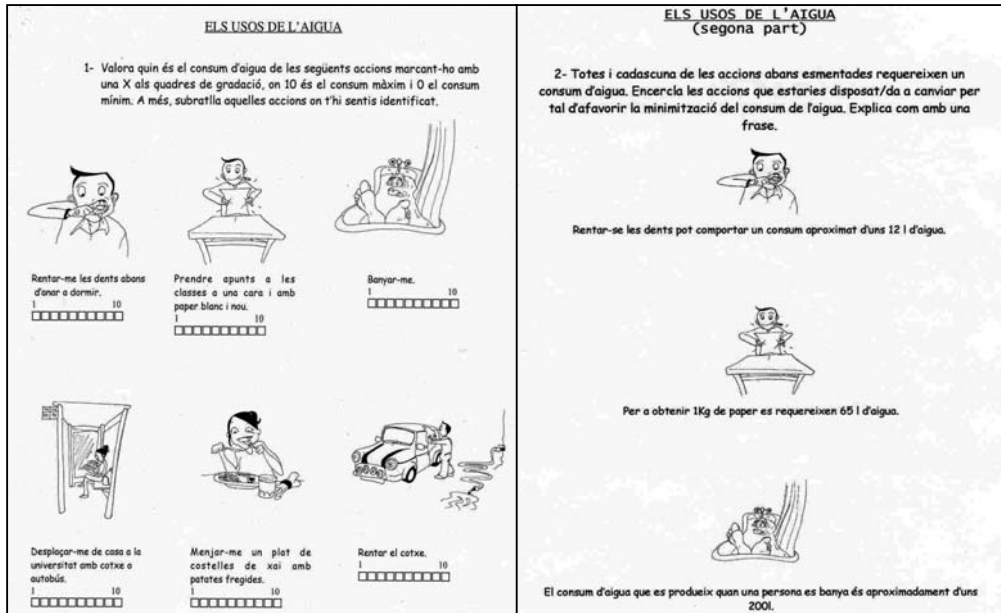 ELS USOS DE L'AIGUA
1- Valora quin és el consum d'aigua de les següents accions marcant-ho amb
una X als quadres de gradació, on 10 és el consum màxim i 0 el consum
mínim. A més, subratlla aquelles accions on t'hi sentis identificat.
Rentar-me les dents abans
d'anar a dormir.
1 10
Prendre apunts a les
classes a una cara i amb
paper blanc i nou.
1 10
Banyar-me.
1 10
Desplaçar-me de casa a la
universitat amb cotxe o
autobús.
1 10
Menjar-me un plat de
costelles de xai amb
patates fregides.
1 10
Rentar el cotxe.
1 10
ELS USOS DE L'AIGUA
(segona part)
2- Totes i cadascuna de les accions abans esmentades requereixen un
consum d'aigua. Encercla les accions que estaries disposat/da a canviar per
tal d'afavorir la minimització del consum de l'aigua. Explica com amb una
frase.
Rentar-se les dents pot comportar un consum aproximat d'uns 12 l d'aigua.
Per a obtenir 1Kg de paper es requereixen 65 l d'aigua.
El consum d'aigua que es produeix quan una persona es banya és aproximadament d'uns
200l.